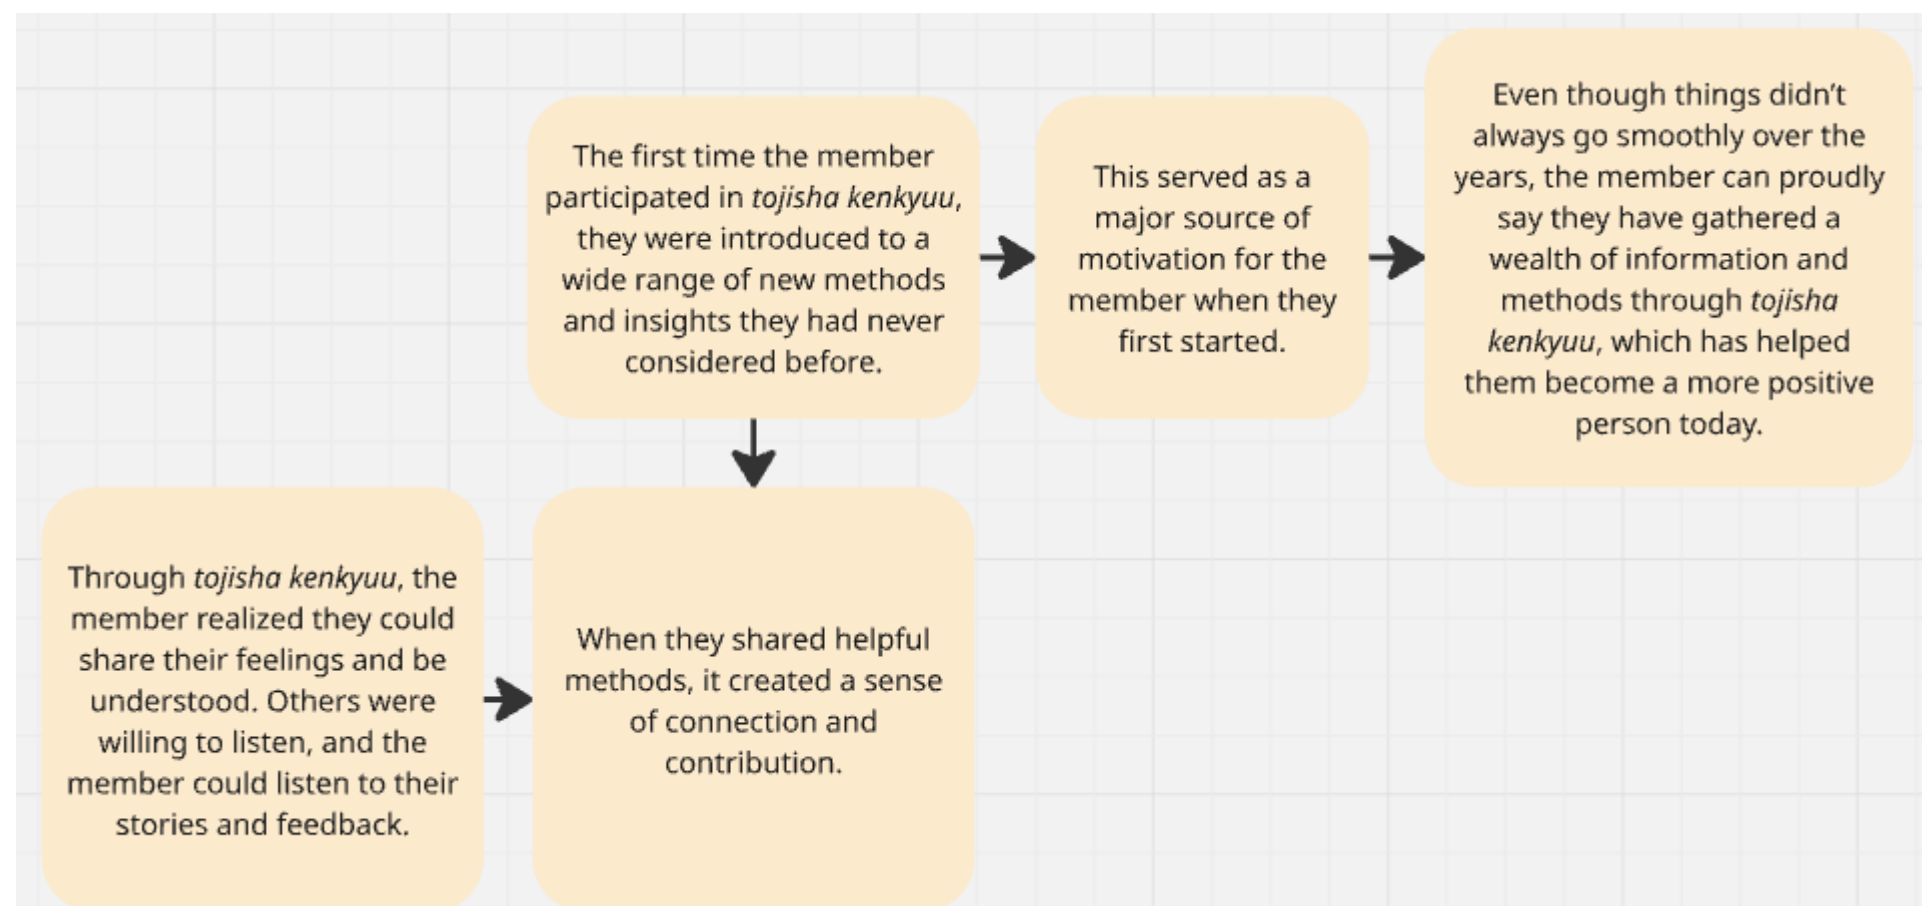 The first time the member
participated in tojisha kenkyuu,
they were introduced to a
wide range of new methods
and insights they had never
considered before.
This served as a
major source of
motivation for the
member when they
first started.
Even though things didn’t
always go smoothly over the
years, the member can proudly
say they have gathered a
wealth of information and
methods through tojisha
kenkyuu, which has helped
them become a more positive
person today.
Through tojisha kenkyuu, the
member realized they could
share their feelings and be
understood. Others were
willing to listen, and the
member could listen to their
stories and feedback.
When they shared helpful
methods, it created a sense
of connection and
contribution.